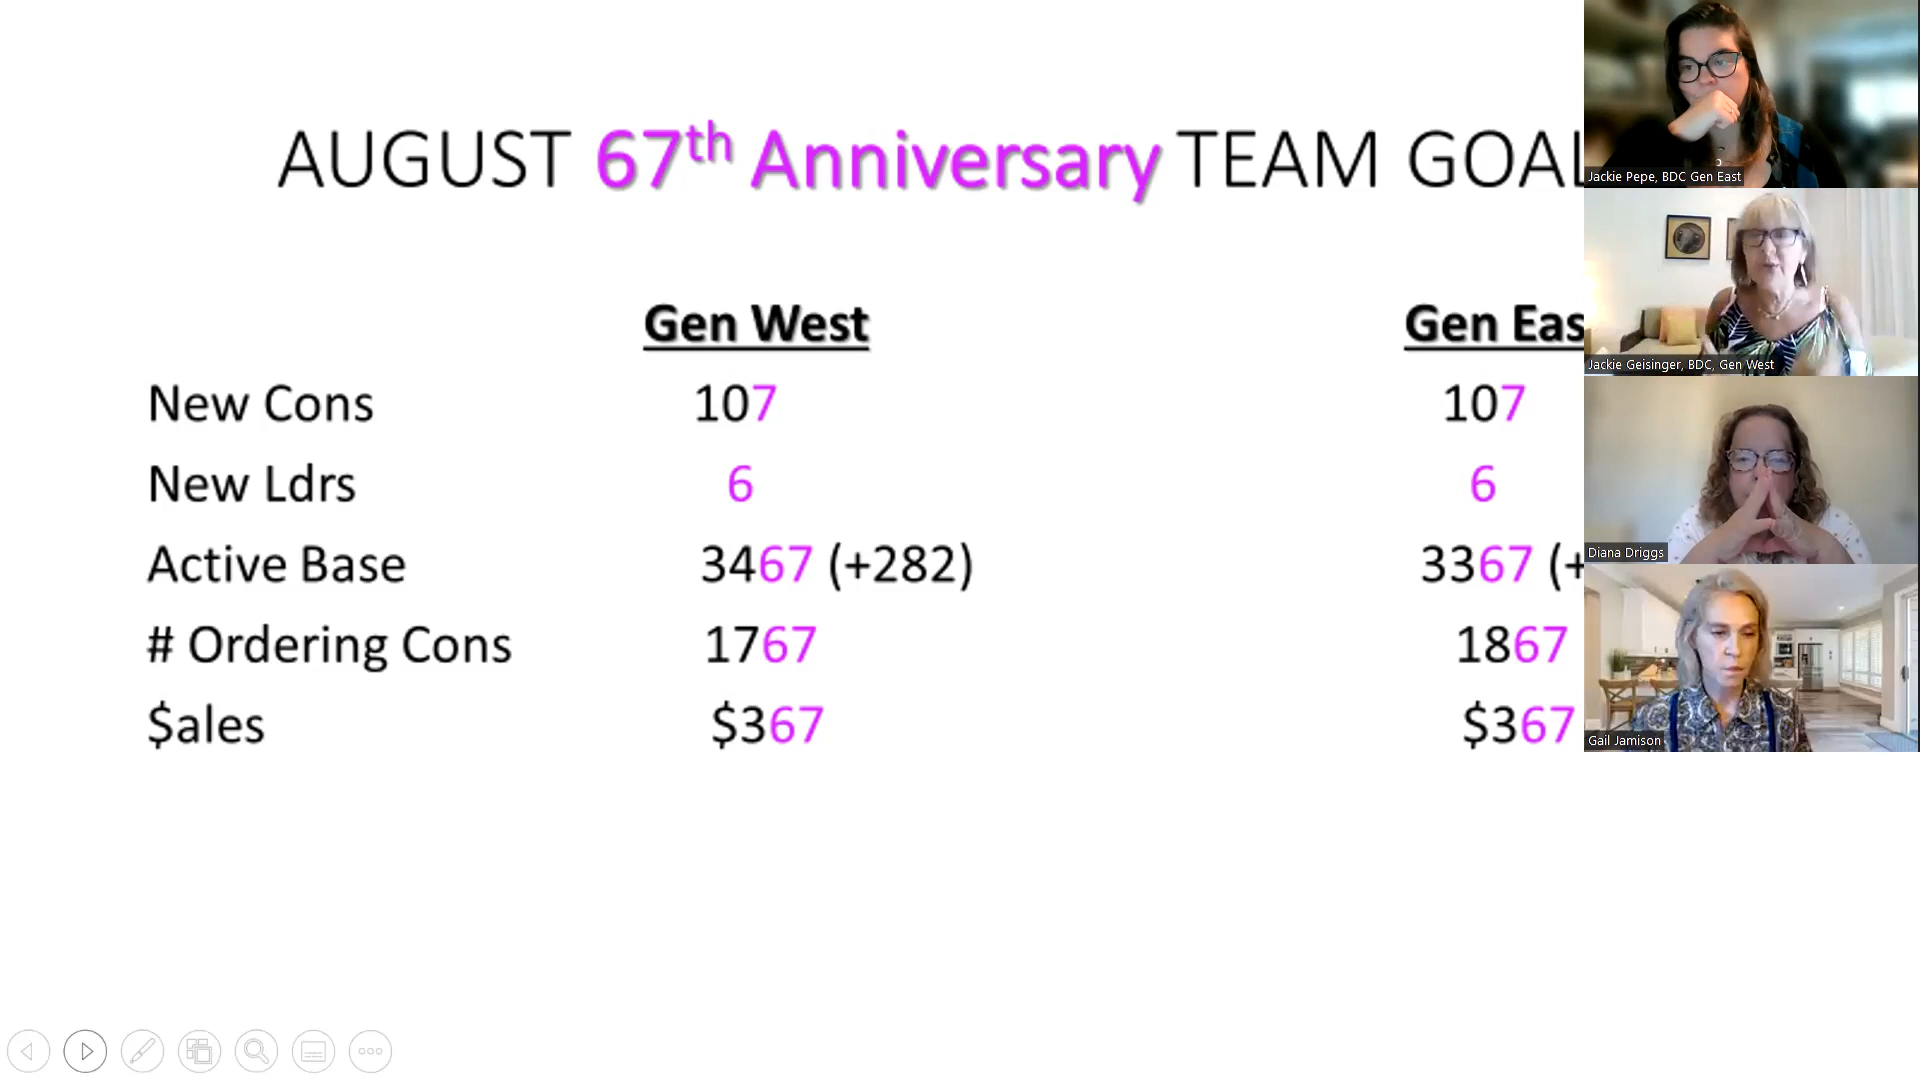 AUGUST 67th Anniversary TEAM GOAL
Gen West Gen Eas
New Cons 107 107
New Ldrs 6 6
Active Base 3467 (+282) 3367 (+
# Ordering Cons 1767 1867
$ales $367 $367
Jackie Pepe, BDC Gen East
Jackie Geisinger, BDC, Gen West
Diana Driggs
Gail Jamison